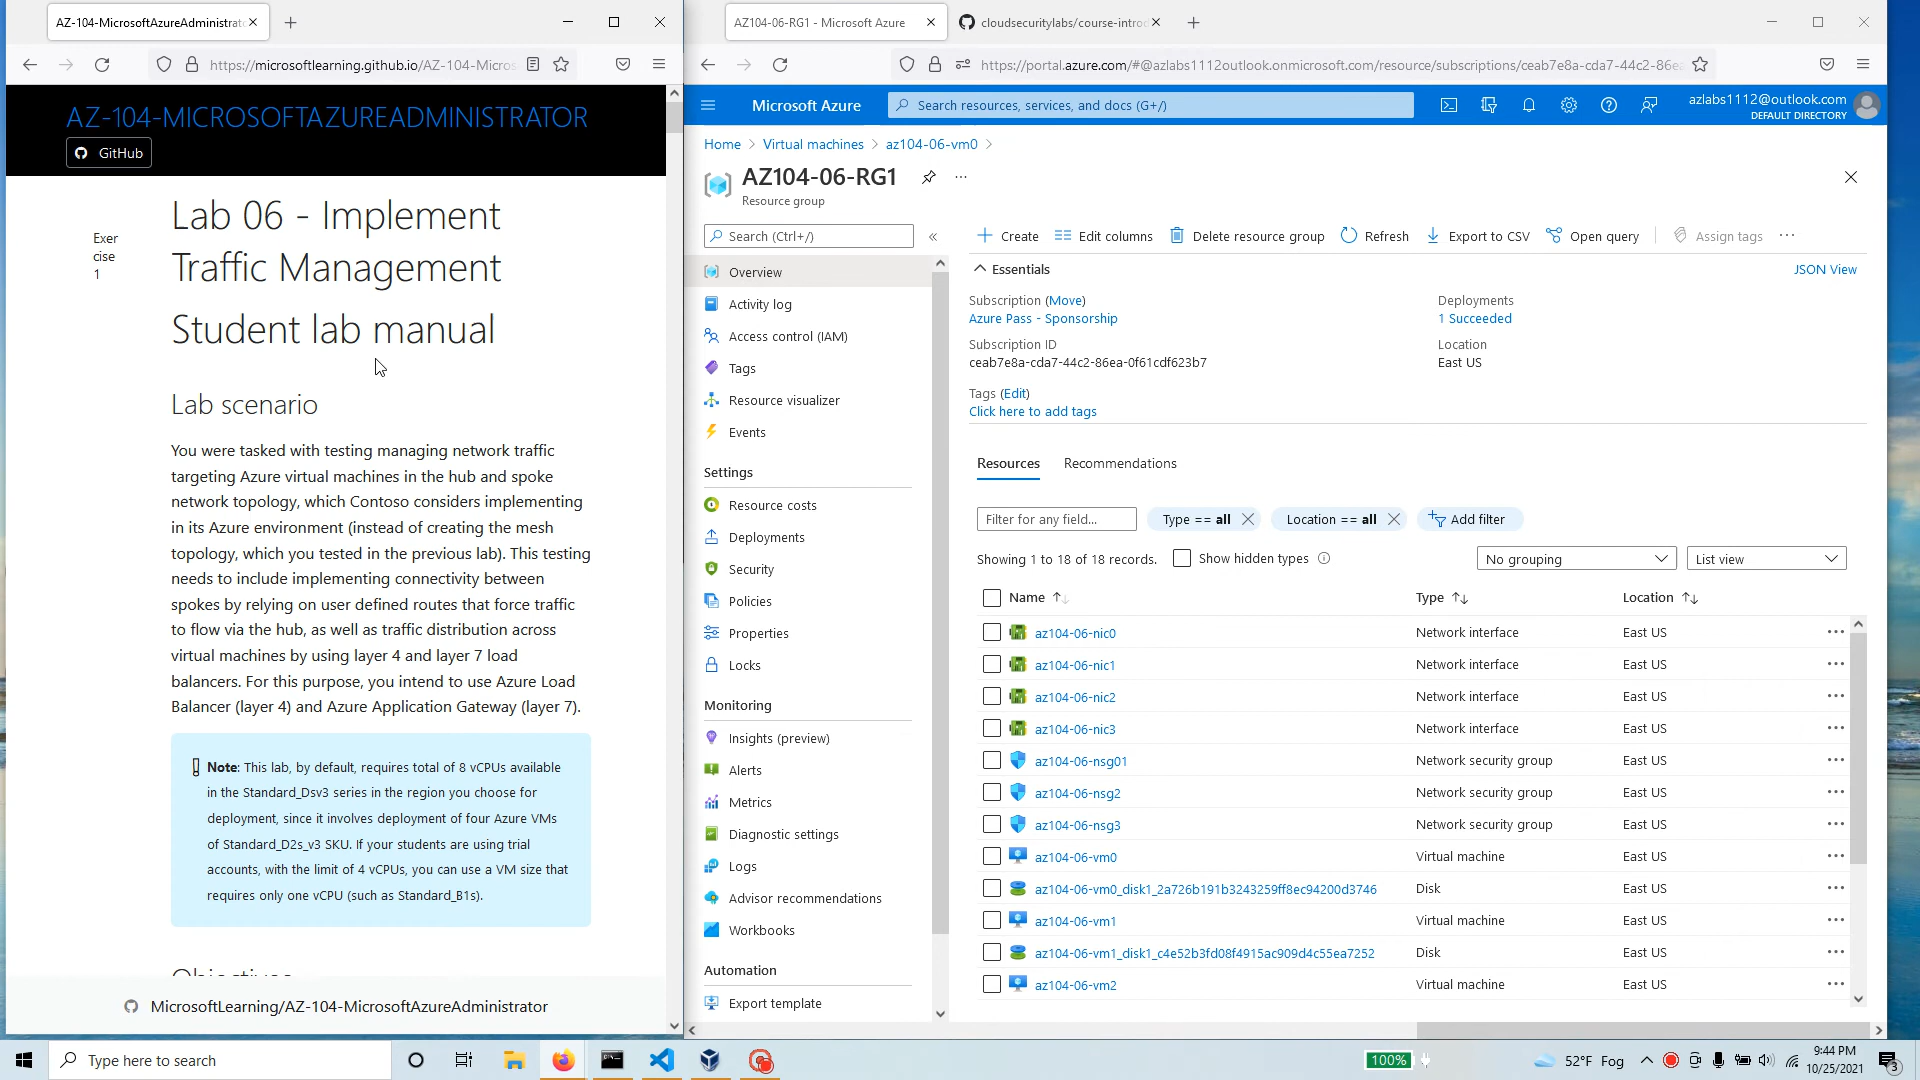 AZ-104-MicrosoftAzureAdministrat
AZ104-06-RG1 - Microsoft Azure
cloudsecuritylabs/course-introd
https://microsoftlearning.github.io/AZ-104-Micros
https://portal.azure.com/#@azlabs1112outlook.onmicrosoft.com/resource/subscriptions/ceab7e8a-cda7-44c2-86ea
AZ-104-MICROSOFTAZUREADMINISTRATOR
GitHub
Exer
cise
1
Lab 06 - Implement
Traffic Management
Student lab manual
Lab scenario
You were tasked with testing managing network traffic
targeting Azure virtual machines in the hub and spoke
network topology, which Contoso considers implementing
in its Azure environment (instead of creating the mesh
topology, which you tested in the previous lab). This testing
needs to include implementing connectivity between
spokes by relying on user defined routes that force traffic
to flow via the hub, as well as traffic distribution across
virtual machines by using layer 4 and layer 7 load
balancers. For this purpose, you intend to use Azure Load
Balancer (layer 4) and Azure Application Gateway (layer 7).
Note: This lab, by default, requires total of 8 vCPUs available
in the Standard_Dsv3 series in the region you choose for
deployment, since it involves deployment of four Azure VMs
of Standard_D2s_v3 SKU. If your students are using trial
accounts, with the limit of 4 vCPUs, you can use a VM size that
requires only one vCPU (such as Standard_B1s).
Objectives
MicrosoftLearning/AZ-104-MicrosoftAzureAdministrator
Microsoft Azure
Search resources, services, and docs (G+/)
azlabs1112@outlook.com
DEFAULT DIRECTORY
Home > Virtual machines > az104-06-vm0 >
AZ104-06-RG1
Resource group
Search (Ctrl+/)
Overview
Activity log
Access control (IAM)
Tags
Resource visualizer
Events
Settings
Resource costs
Deployments
Security
Policies
Properties
Locks
Monitoring
Insights (preview)
Alerts
Metrics
Diagnostic settings
Logs
Advisor recommendations
Workbooks
Automation
Export template
Create
Edit columns
Delete resource group
Refresh
Export to CSV
Open query
Assign tags
Essentials
JSON View
Subscription (Move)
Azure Pass - Sponsorship
Subscription ID
ceab7e8a-cda7-44c2-86ea-0f61cdf623b7
Tags (Edit)
Click here to add tags
Deployments
1 Succeeded
Location
East US
Resources
Recommendations
Filter for any field...
Type == all
Location == all
Add filter
Showing 1 to 18 of 18 records.
Show hidden types
No grouping
List view
Name Type Location
az104-06-nic0 Network interface East US
az104-06-nic1 Network interface East US
az104-06-nic2 Network interface East US
az104-06-nic3 Network interface East US
az104-06-nsg01 Network security group East US
az104-06-nsg2 Network security group East US
az104-06-nsg3 Network security group East US
az104-06-vm0 Virtual machine East US
az104-06-vm0_disk1_2a726b191b3243259ff8ec94200d3746 Disk East US
az104-06-vm1 Virtual machine East US
az104-06-vm1_disk1_c4e52b3fd08f4915ac909d4c55ea7252 Disk East US
az104-06-vm2 Virtual machine East US
Type here to search
100%
52°F Fog
9:44 PM
10/25/2021
3